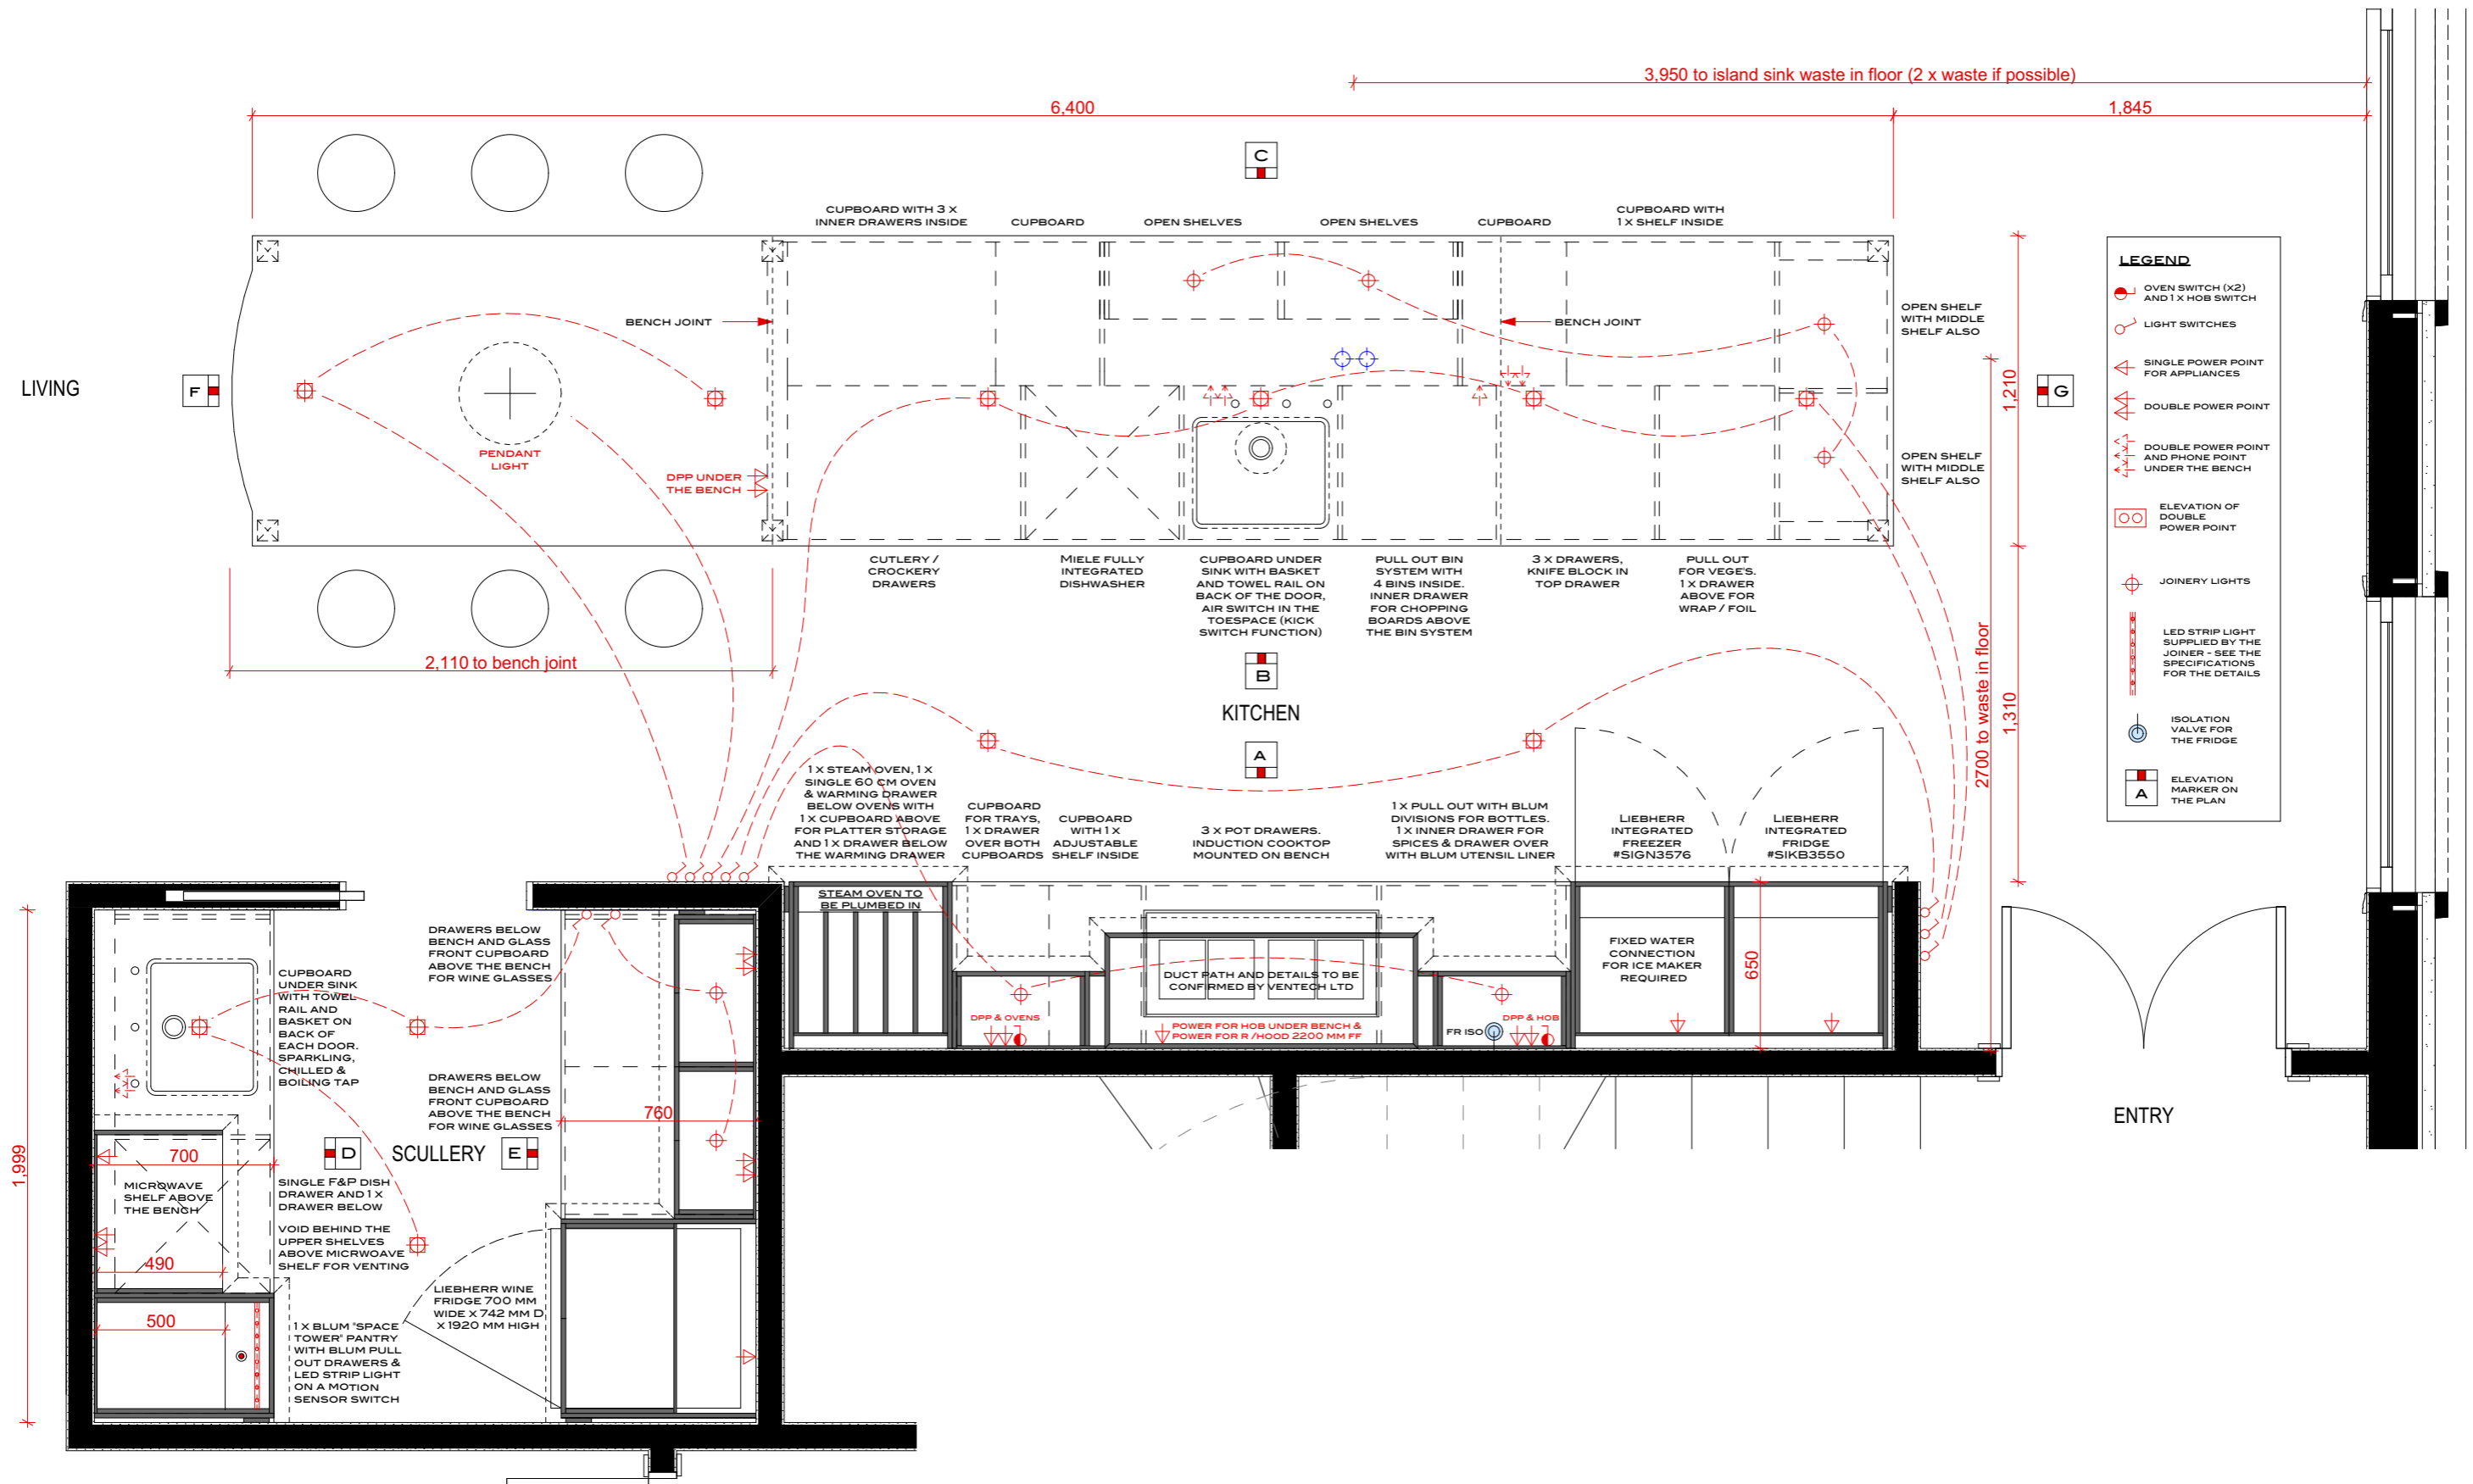 3,950 to island sink waste in floor (2 x waste if possible)
6,400
1,845
C
CUPBOARD WITH 3 X
INNER DRAWERS INSIDE
CUPBOARD
OPEN SHELVES
OPEN SHELVES
CUPBOARD
CUPBOARD WITH
1 X SHELF INSIDE
BENCH JOINT
BENCH JOINT
OPEN SHELF
WITH MIDDLE
SHELF ALSO
LIVING
F
G
1,210
PENDANT
LIGHT
DPP UNDER
THE BENCH
OPEN SHELF
WITH MIDDLE
SHELF ALSO
LEGEND
OVEN SWITCH (X2)
AND 1 X HOB SWITCH
LIGHT SWITCHES
SINGLE POWER POINT
FOR APPLIANCES
DOUBLE POWER POINT
DOUBLE POWER POINT
AND PHONE POINT
UNDER THE BENCH
ELEVATION OF
DOUBLE
POWER POINT
JOINERY LIGHTS
LED STRIP LIGHT
SUPPLIED BY THE
JOINER - SEE THE
SPECIFICATIONS
FOR THE DETAILS
ISOLATION
VALVE FOR
THE FRIDGE
A
ELEVATION
MARKER ON
THE PLAN
CUTLERY /
CROCKERY
DRAWERS
MIELE FULLY
INTEGRATED
DISHWASHER
CUPBOARD UNDER
SINK WITH BASKET
AND TOWEL RAIL ON
BACK OF THE DOOR,
AIR SWITCH IN THE
TOESPACE (KICK
SWITCH FUNCTION)
PULL OUT BIN
SYSTEM WITH
4 BINS INSIDE.
INNER DRAWER
FOR CHOPPING
BOARDS ABOVE
THE BIN SYSTEM
3 X DRAWERS,
KNIFE BLOCK IN
TOP DRAWER
PULL OUT
FOR VEGE'S.
1 X DRAWER
ABOVE FOR
WRAP / FOIL
2,110 to bench joint
2700 to waste in floor
1,310
B
KITCHEN
A
1 X STEAM OVEN, 1 X
SINGLE 60 CM OVEN
& WARMING DRAWER
BELOW OVENS WITH
1 X CUPBOARD ABOVE
FOR PLATTER STORAGE
AND 1 X DRAWER BELOW
THE WARMING DRAWER
CUPBOARD
FOR TRAYS,
1 X DRAWER
OVER BOTH
CUPBOARDS
CUPBOARD
WITH 1 X
ADJUSTABLE
SHELF INSIDE
3 X POT DRAWERS.
INDUCTION COOKTOP
MOUNTED ON BENCH
1 X PULL OUT WITH BLUM
DIVISIONS FOR BOTTLES.
1 X INNER DRAWER FOR
SPICES & DRAWER OVER
WITH BLUM UTENSIL LINER
LIEBHERR
INTEGRATED
FREEZER
#SIGN3576
LIEBHERR
INTEGRATED
FRIDGE
#SIKB3550
STEAM OVEN TO
BE PLUMBED IN
DUCT PATH AND DETAILS TO BE
CONFIRMED BY VENTECH LTD
FIXED WATER
CONNECTION
FOR ICE MAKER
REQUIRED
650
DPP & OVENS
POWER FOR HOB UNDER BENCH &
POWER FOR R /HOOD 2200 MM FF
FR ISO
DPP & HOB
ENTRY
DRAWERS BELOW
BENCH AND GLASS
FRONT CUPBOARD
ABOVE THE BENCH
FOR WINE GLASSES
CUPBOARD
UNDER SINK
WITH TOWEL
RAIL AND
BASKET ON
BACK OF
EACH DOOR.
SPARKLING,
CHILLED &
BOILING TAP
DRAWERS BELOW
BENCH AND GLASS
FRONT CUPBOARD
ABOVE THE BENCH
FOR WINE GLASSES
760
1,999
700
D
SCULLERY
E
MICROWAVE
SHELF ABOVE
THE BENCH
SINGLE F&P DISH
DRAWER AND 1 X
DRAWER BELOW
VOID BEHIND THE
UPPER SHELVES
ABOVE MICRWOAVE
SHELF FOR VENTING
490
LIEBHERR WINE
FRIDGE 700 MM
WIDE X 742 MM D
X 1920 MM HIGH
500
1 X BLUM "SPACE
TOWER" PANTRY
WITH BLUM PULL
OUT DRAWERS &
LED STRIP LIGHT
ON A MOTION
SENSOR SWITCH